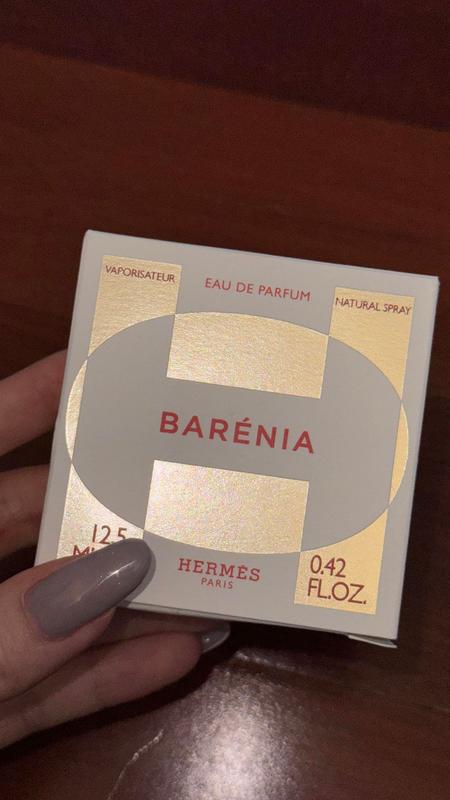 VAPORISATEUR
EAU DE PARFUM
NATURAL SPRAY
BARÉNIA
12.5
HERMÈS
PARIS
0.42
FL.OZ.